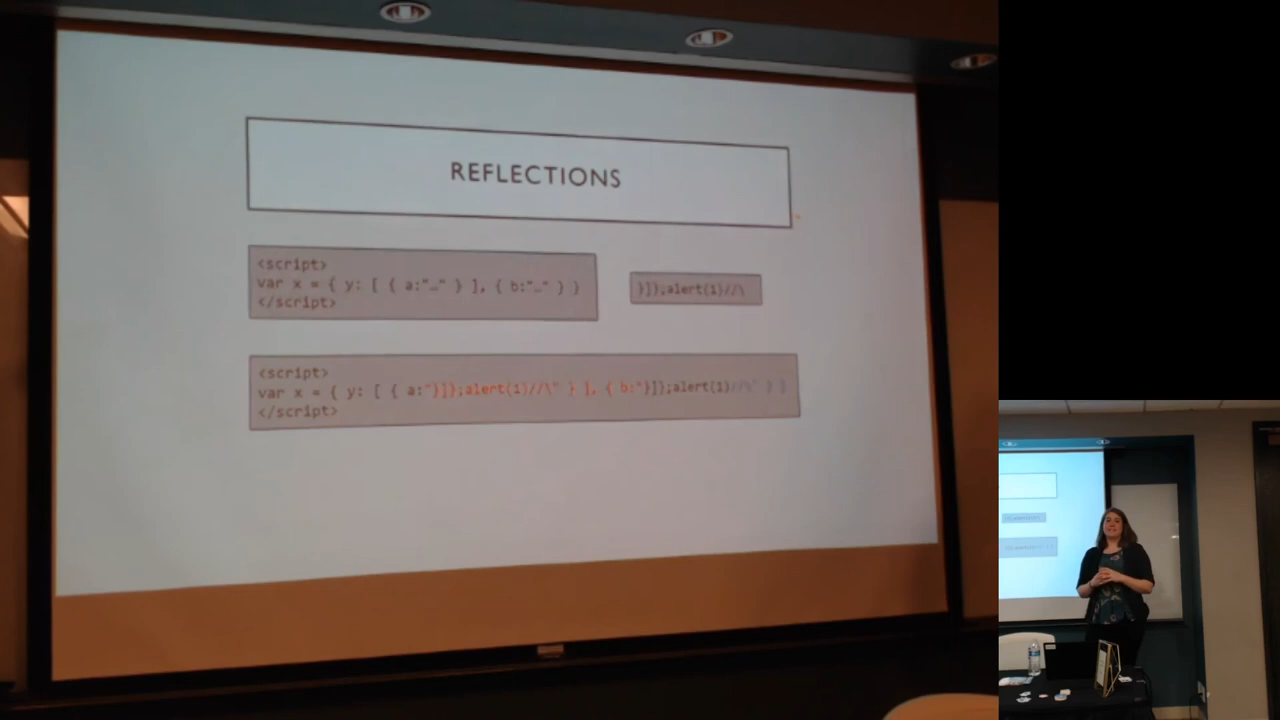 REFLECTIONS
<script>
var x = { y: [ { a:"…" } ], { b:"…" } }
</script>
}]};alert(1)//\
<script>
var x = { y: [ { a:"}]};alert(1)//\" } ], { b:"}]};alert(1)//\" } }
</script>